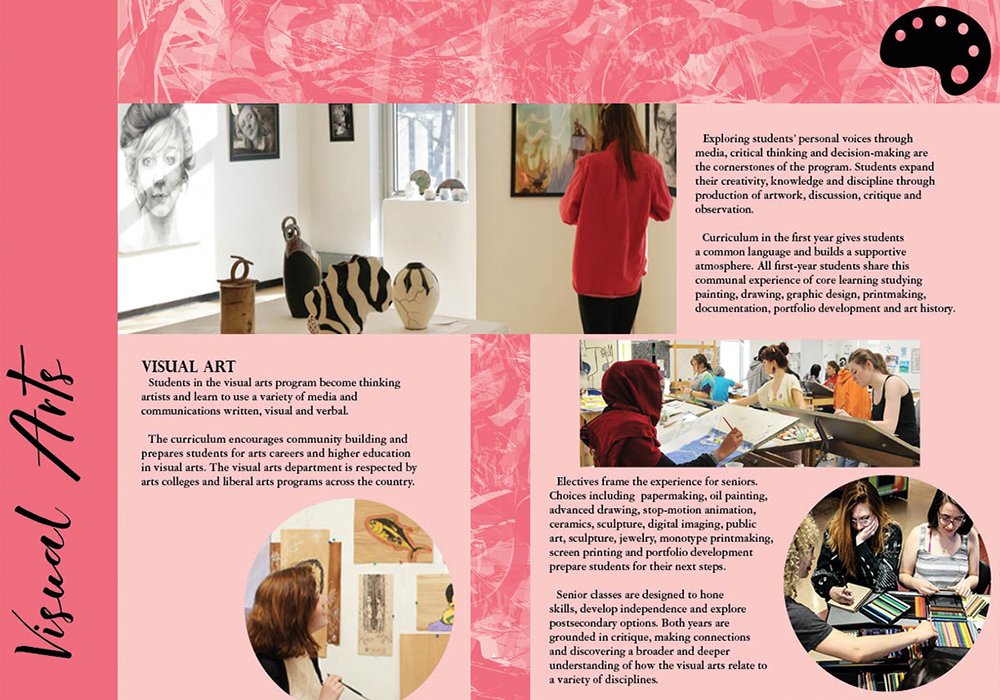 Visual Arts
Exploring students' personal voices through
media, critical thinking and decision-making are
the cornerstones of the program. Students expand
their creativity, knowledge and discipline through
production of artwork, discussion, critique and
observation.
Curriculum in the first year gives students
a common language and builds a supportive
atmosphere. All first-year students share this
communal experience of core learning studying
painting, drawing, graphic design, printmaking,
documentation, portfolio development and art history.
VISUAL ART
Students in the visual arts program become thinking
artists and learn to use a variety of media and
communications written, visual and verbal.
The curriculum encourages community building and
prepares students for arts careers and higher education
in visual arts. The visual arts department is respected by
arts colleges and liberal arts programs across the country.
Electives frame the experience for seniors.
Choices including papermaking, oil painting,
advanced drawing, stop-motion animation,
ceramics, sculpture, digital imaging, public
art, sculpture, jewelry, monotype printmaking,
screen printing and portfolio development
prepare students for their next steps.
Senior classes are designed to hone
skills, develop independence and explore
postsecondary options. Both years are
grounded in critique, making connections
and discovering a broader and deeper
understanding of how the visual arts relate to
a variety of disciplines.